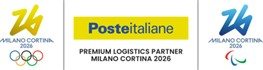 Posteitaliane
MILANO CORTINA
2026
PREMIUM LOGISTICS PARTNER
MILANO CORTINA 2026
MILANO CORTINA
2026